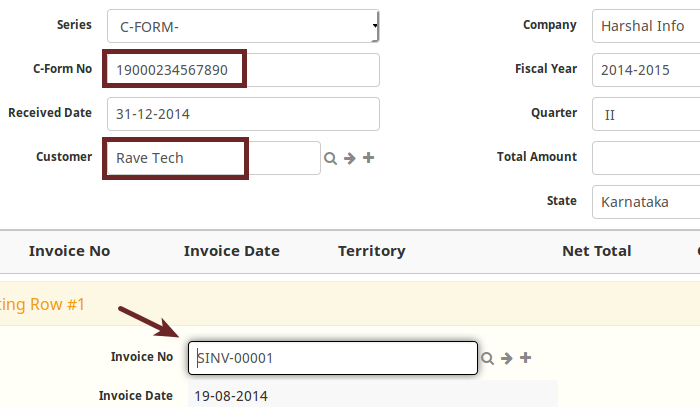 Series C-FORM- Company Harshal Info
C-Form No 19000234567890 Fiscal Year 2014-2015
Received Date 31-12-2014 Quarter II
Customer Rave Tech Total Amount
State Karnataka
Invoice No Invoice Date Territory Net Total
ting Row #1
Invoice No SINV-00001
Invoice Date 19-08-2014